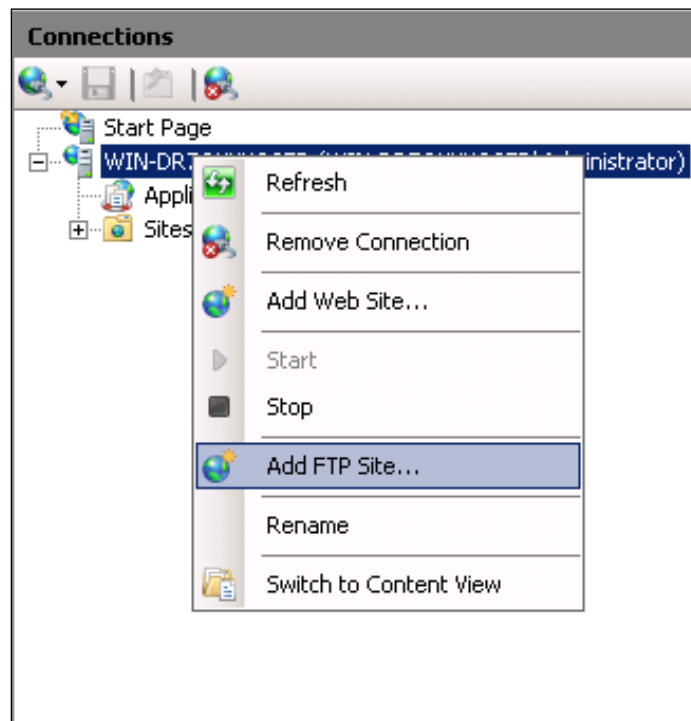 Connections
Start Page
WIN-DR
inistrator)
Appli
Sites
Refresh
Remove Connection
Add Web Site...
Start
Stop
Add FTP Site...
Rename
Switch to Content View